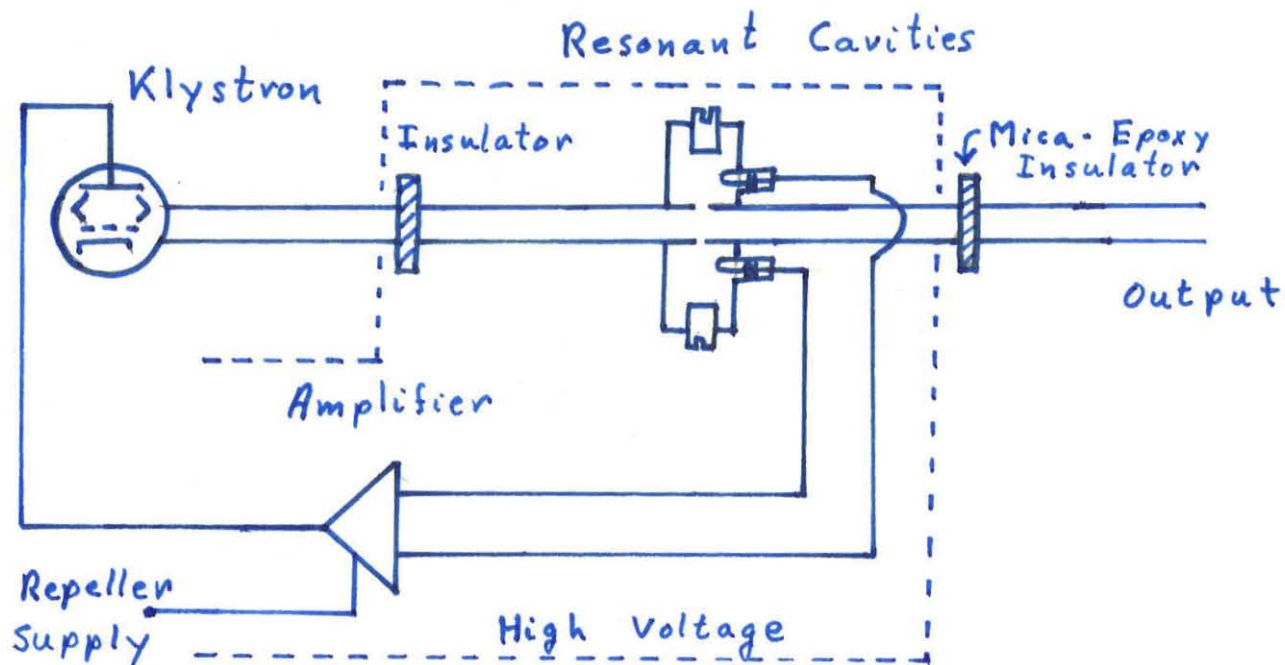 Resonant Cavities
Klystron
Insulator
Mica-Epoxy
Insulator
Output
Amplifier
Repeller
Supply
High Voltage